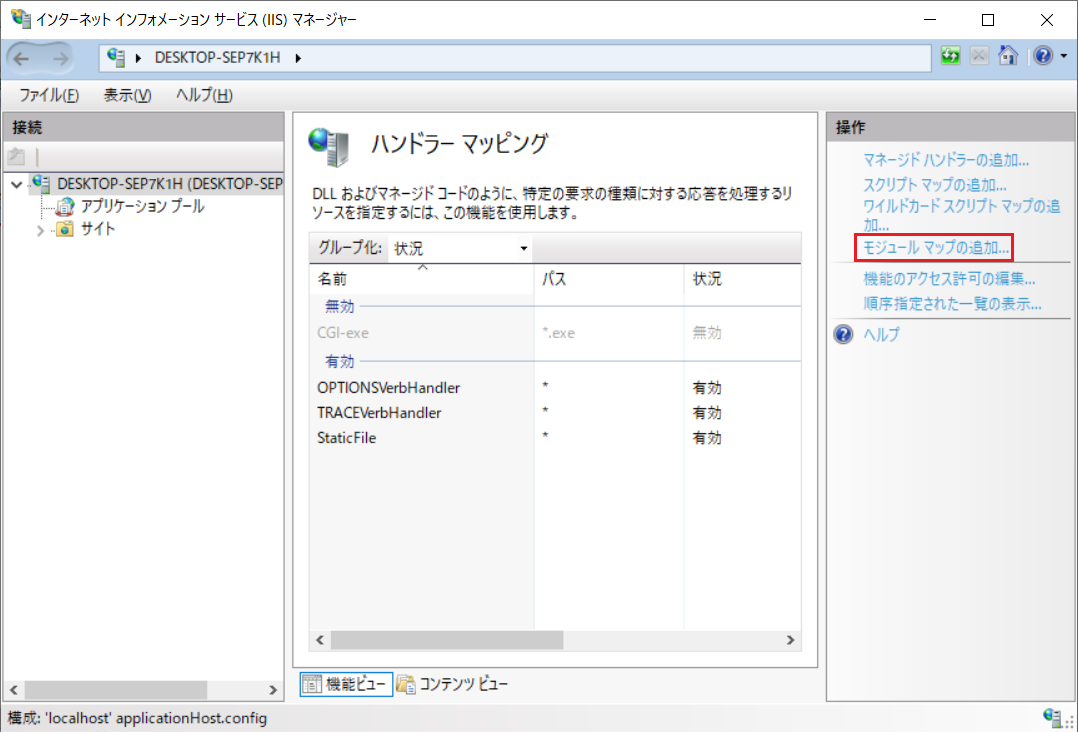 インターネット インフォメーション サービス (IIS) マネージャー
DESKTOP-SEP7K1H
ファイル(F) 表示(V) ヘルプ(H)
接続
DESKTOP-SEP7K1H (DESKTOP-SEP
アプリケーション プール
サイト
ハンドラー マッピング
DLL およびマネージド コードのように、特定の要求の種類に対する応答を処理するリ
ソースを指定するには、この機能を使用します。
グループ化: 状況
名前 パス 状況
無効
CGI-exe *.exe 無効
有効
OPTIONSVerbHandler * 有効
TRACEVerbHandler * 有効
StaticFile * 有効
機能ビュー コンテンツ ビュー
操作
マネージド ハンドラーの追加...
スクリプト マップの追加...
ワイルドカード スクリプト マップの追
加...
モジュール マップの追加...
機能のアクセス許可の編集...
順序指定された一覧の表示...
ヘルプ
構成: 'localhost' applicationHost.config